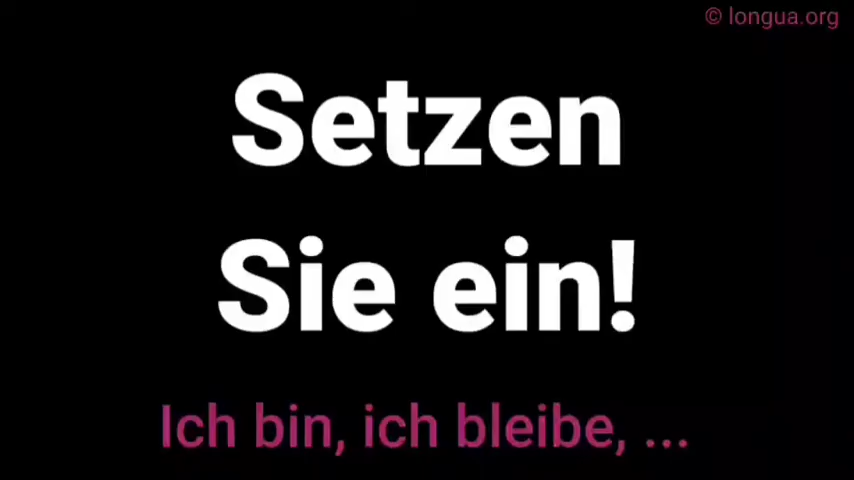 © longua.org
Setzen
Sie ein!
Ich bin, ich bleibe, ...